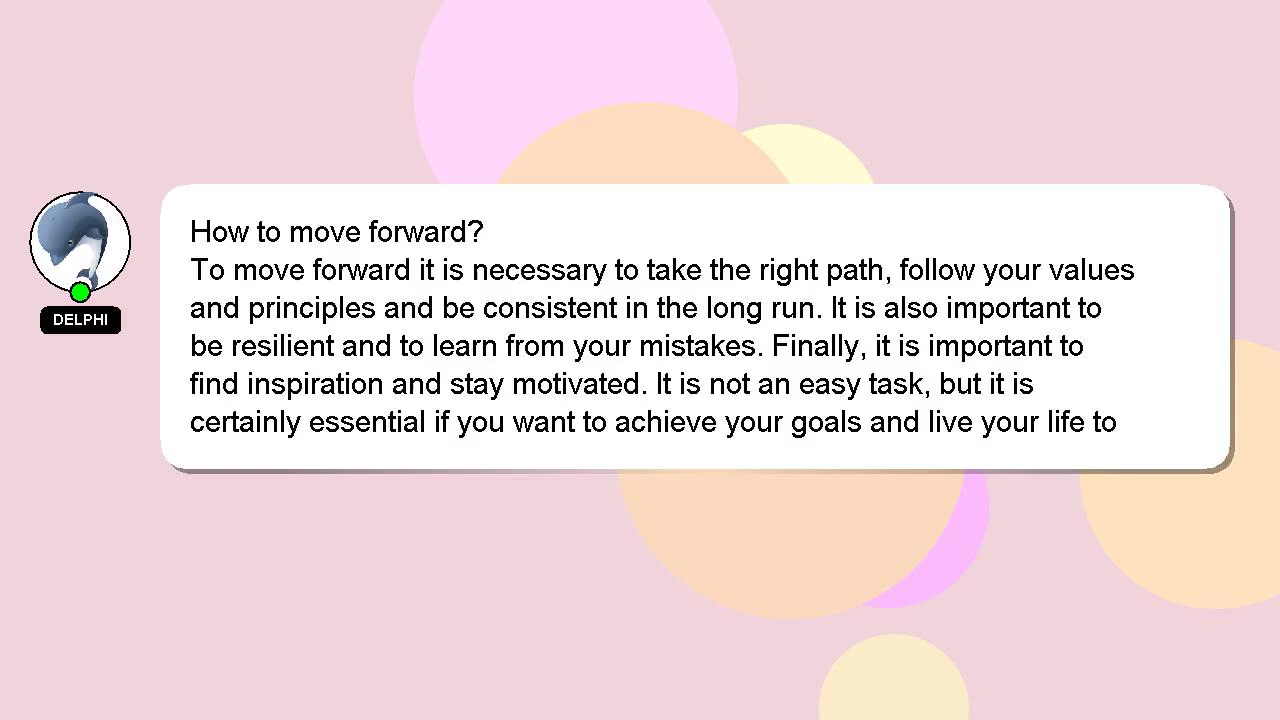 How to move forward?
To move forward it is necessary to take the right path, follow your values
and principles and be consistent in the long run. It is also important to
be resilient and to learn from your mistakes. Finally, it is important to
find inspiration and stay motivated. It is not an easy task, but it is
certainly essential if you want to achieve your goals and live your life to
DELPHI